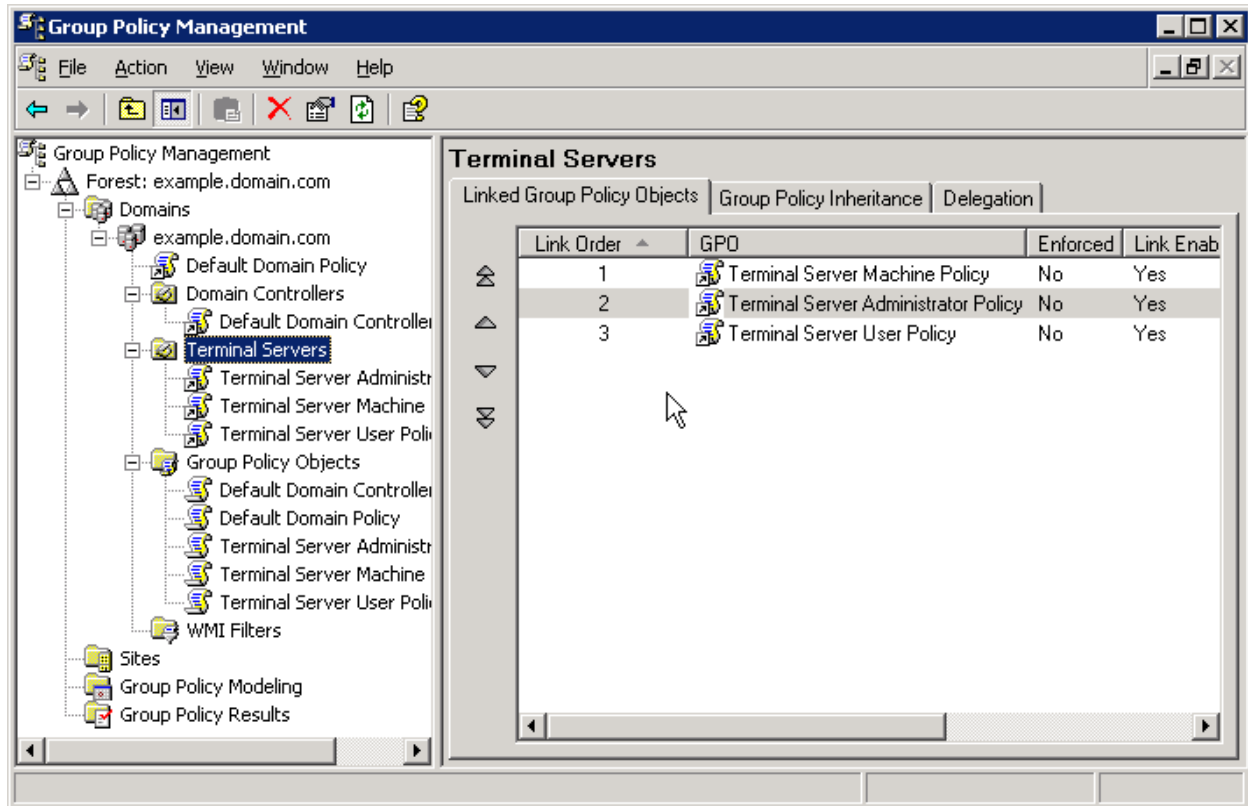 Group Policy Management
File Action View Window Help
Group Policy Management
Forest: example.domain.com
Domains
example.domain.com
Default Domain Policy
Domain Controllers
Default Domain Controller
Terminal Servers
Terminal Server Administr
Terminal Server Machine
Terminal Server User Poli
Group Policy Objects
Default Domain Controller
Default Domain Policy
Terminal Server Administr
Terminal Server Machine
Terminal Server User Poli
WMI Filters
Sites
Group Policy Modeling
Group Policy Results
Terminal Servers
Linked Group Policy Objects Group Policy Inheritance Delegation
Link Order GPO Enforced Link Enab
1 Terminal Server Machine Policy No Yes
2 Terminal Server Administrator Policy No Yes
3 Terminal Server User Policy No Yes